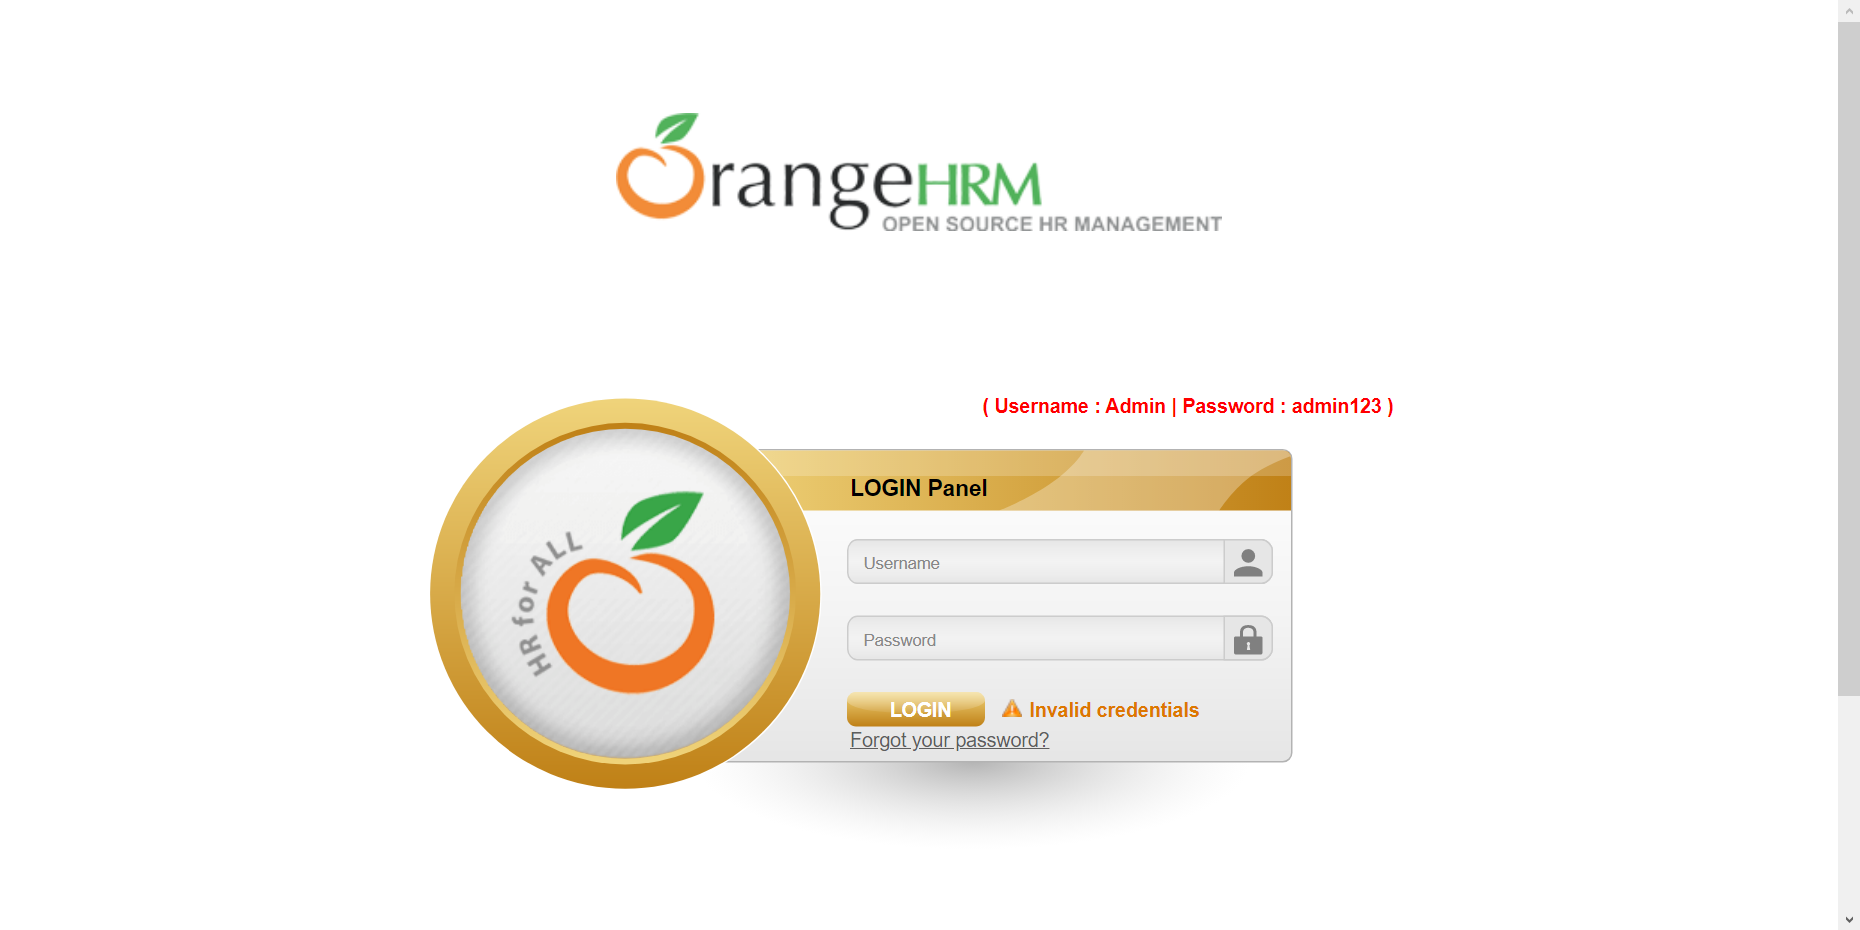 OrangeHRM
OPEN SOURCE HR MANAGEMENT
( Username : Admin | Password : admin123 )
HR for ALL
LOGIN Panel
Username
Password
LOGIN
Invalid credentials
Forgot your password?